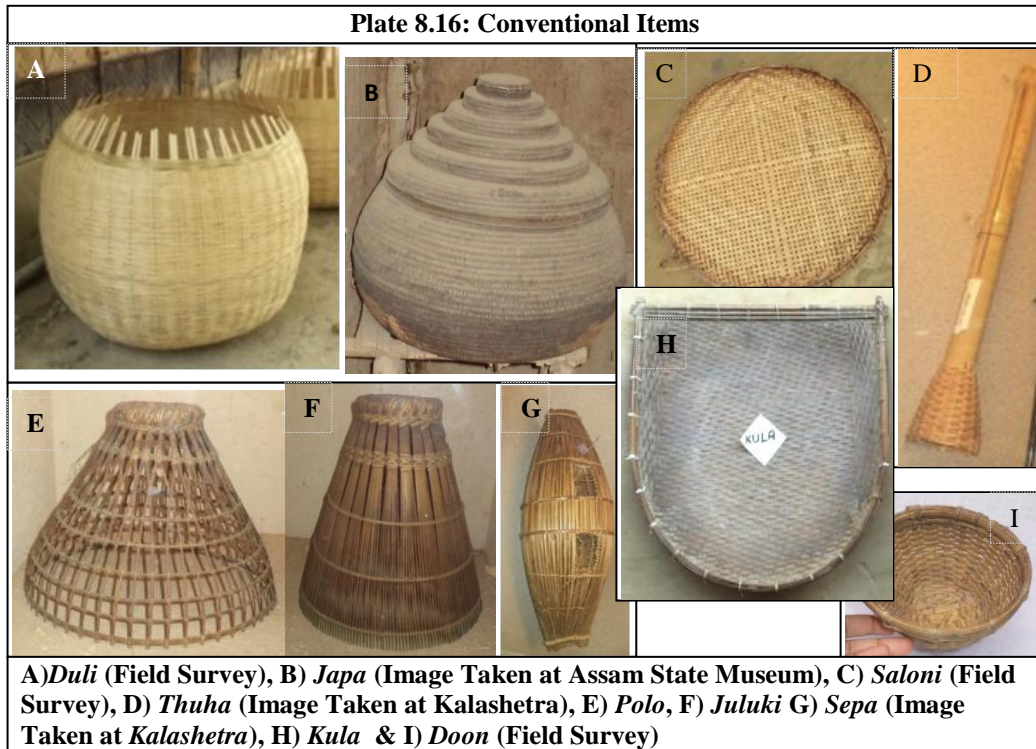 Plate 8.16: Conventional Items
A
B
C
D
E
F
G
H
KULA
I
A)Duli (Field Survey), B) Japa (Image Taken at Assam State Museum), C) Saloni (Field
Survey), D) Thuha (Image Taken at Kalashetra), E) Polo, F) Juluki G) Sepa (Image
Taken at Kalashetra), H) Kula & I) Doon (Field Survey)